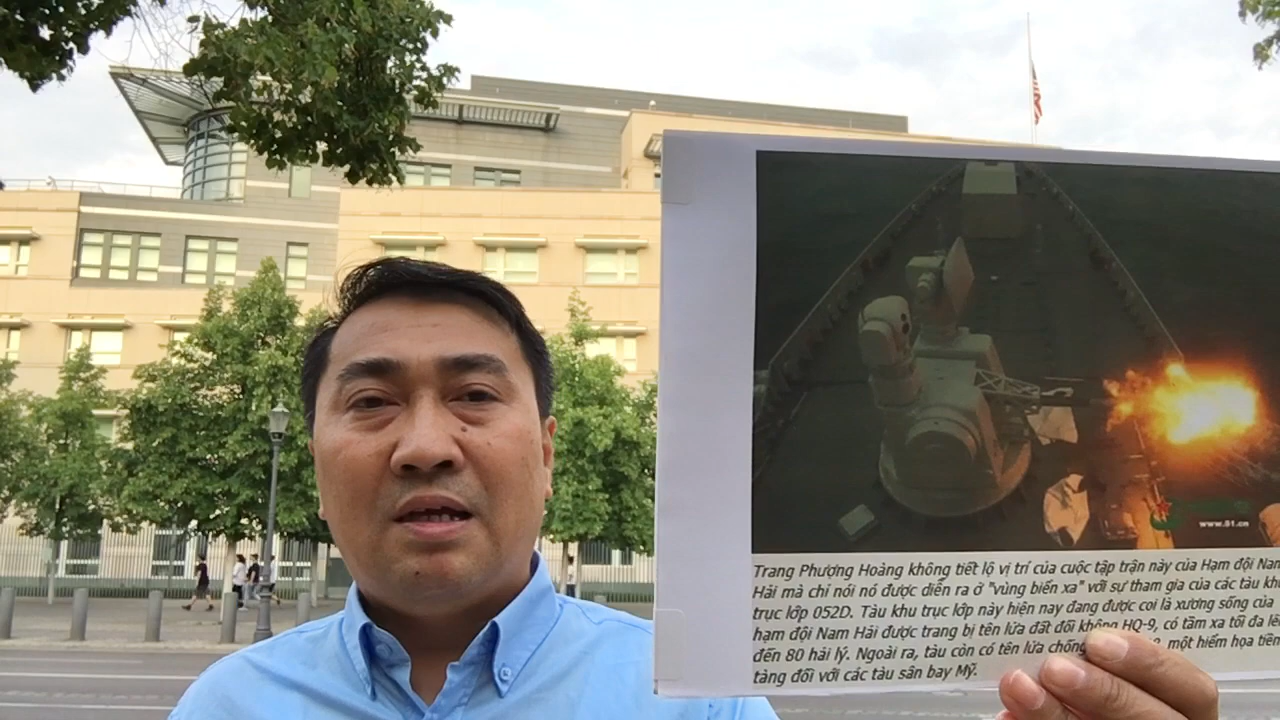 www.81.cn
Trang Phượng Hoàng không tiết lộ vị trí của cuộc tập trận này của Hạm đội Nam
Hải mà chỉ nói nó được diễn ra ở "vùng biển xa" với sự tham gia của các tàu khu
trục lớp 052D. Tàu khu trục lớp này hiện nay đang được coi là xương sống của
hạm đội Nam Hải được trang bị tên lửa đất đối không HQ-9, có tầm xa tối đa lên
đến 80 hải lý. Ngoài ra, tàu còn có tên lửa chống một hiểm họa tiềm
tàng đối với các tàu sân bay Mỹ.